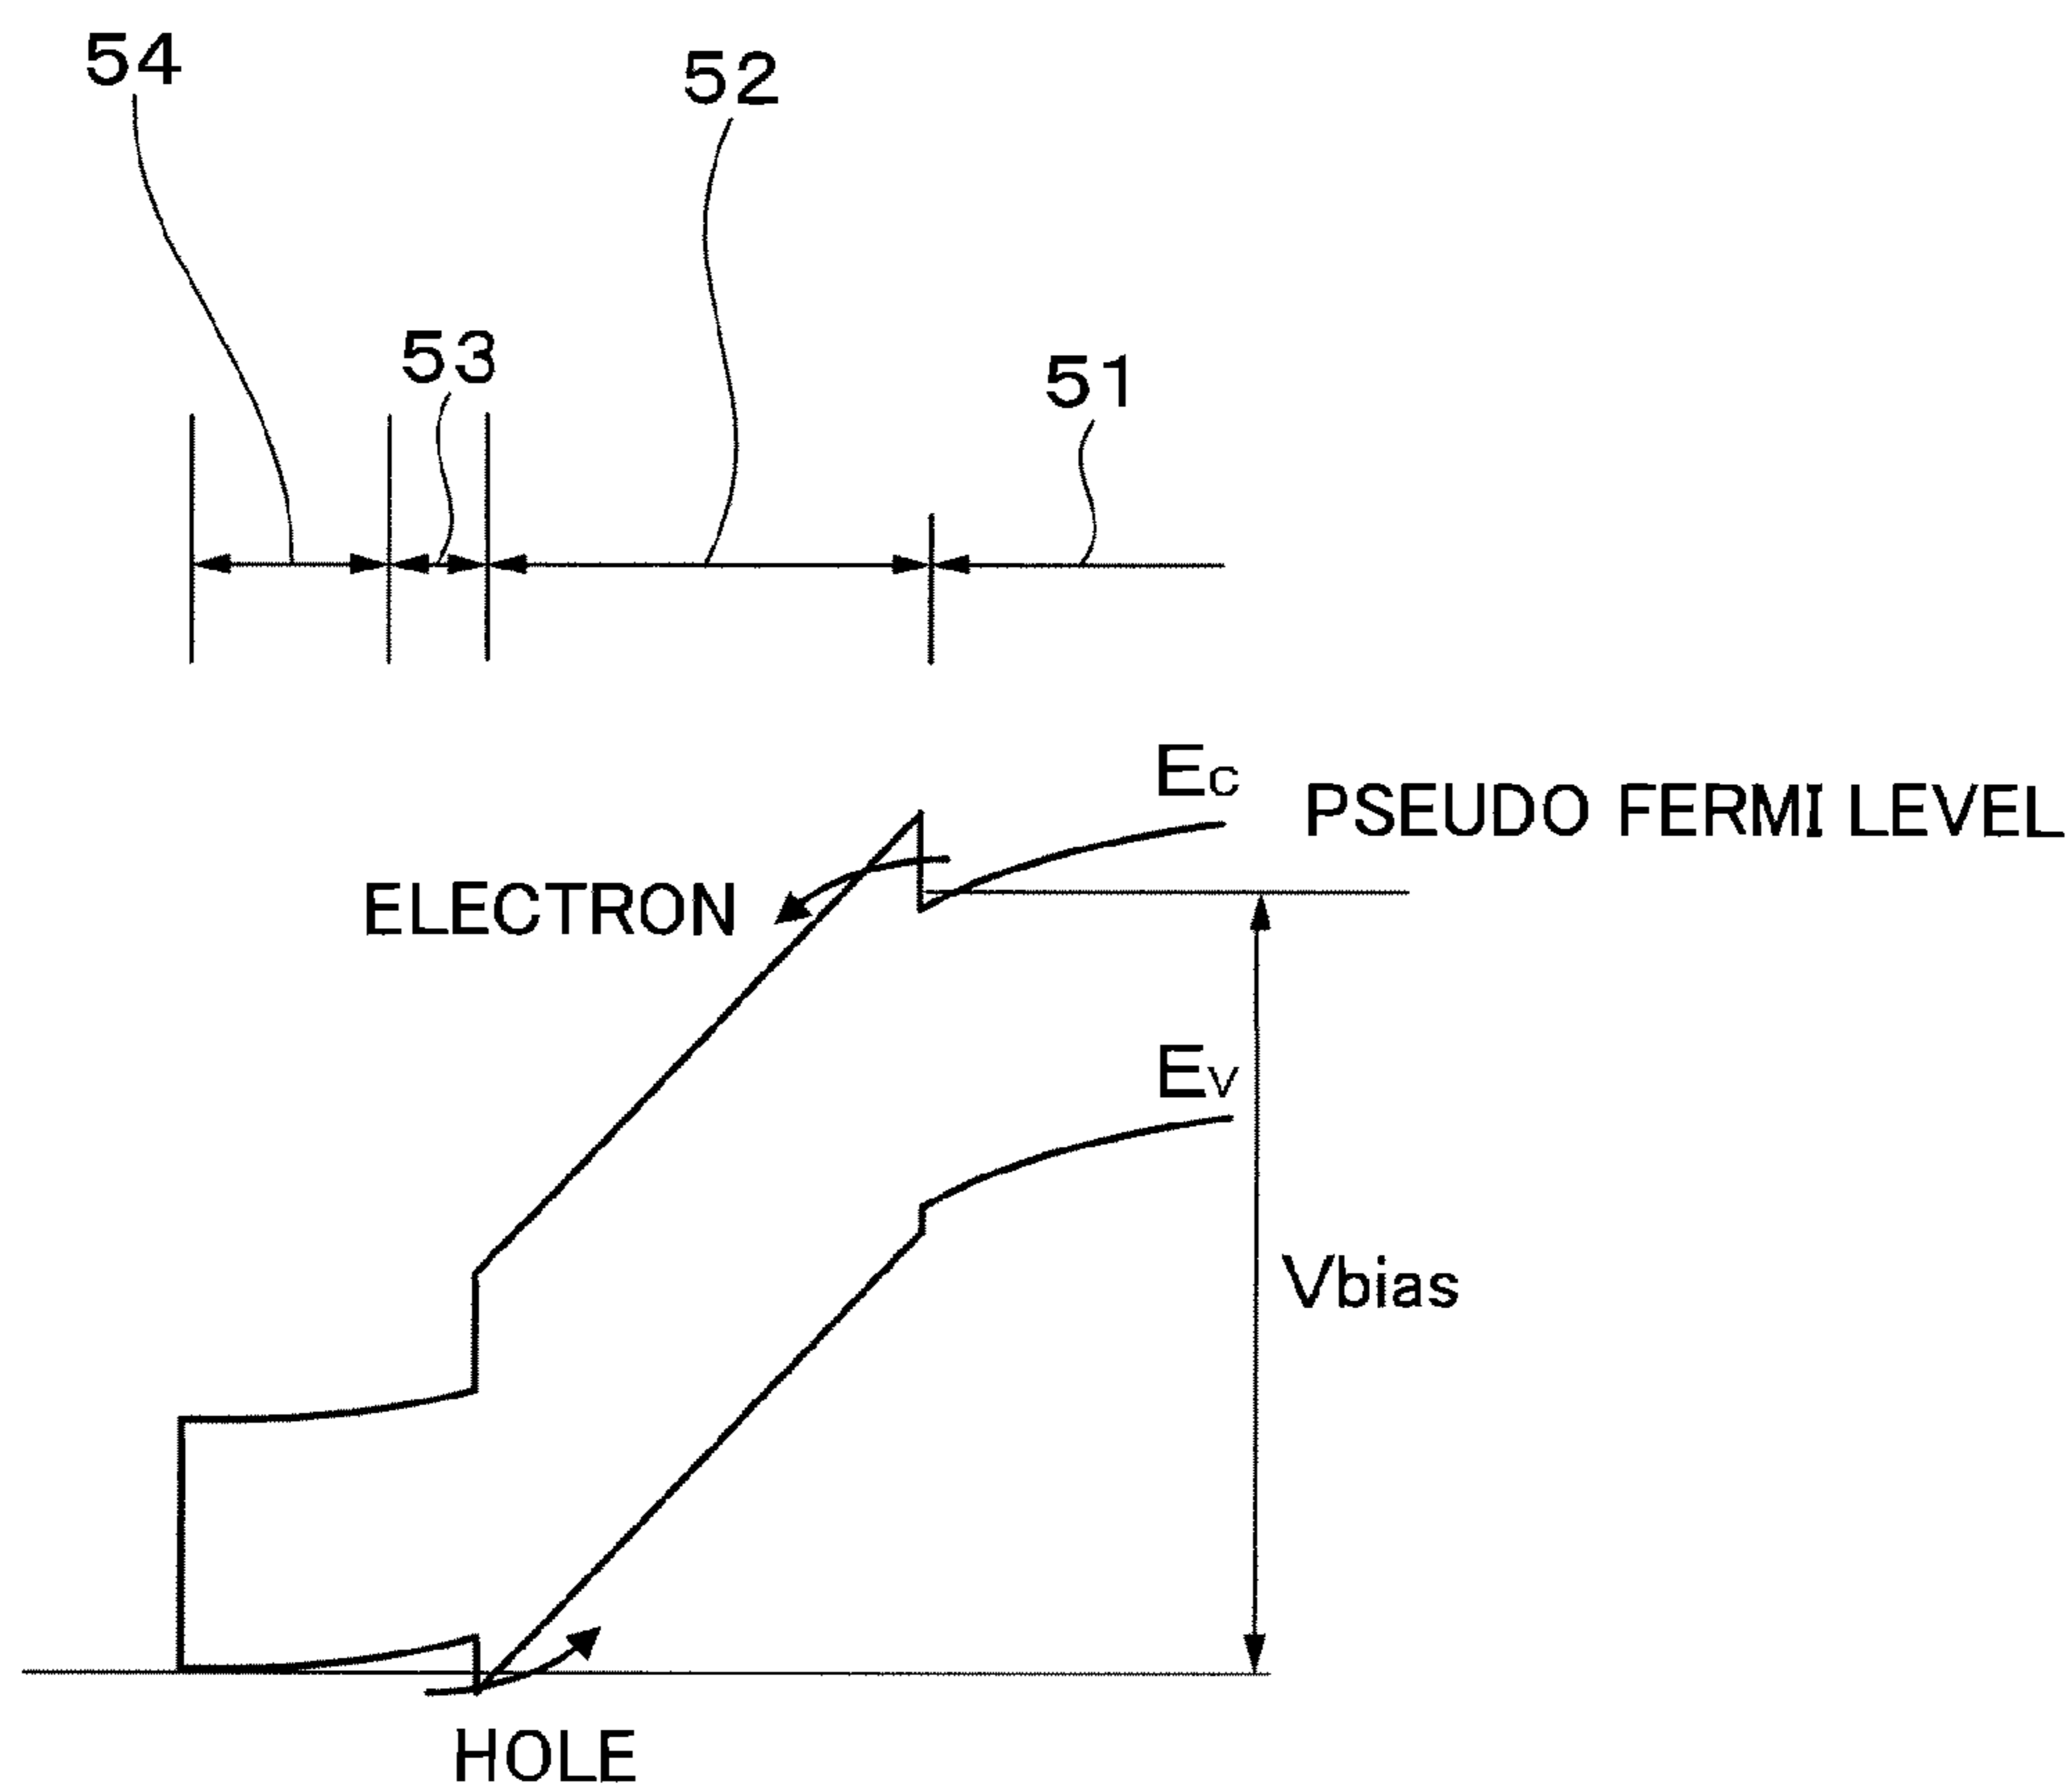 54
52
53
51
EC
PSEUDO FERMI LEVEL
ELECTRON
EV
Vbias
HOLE